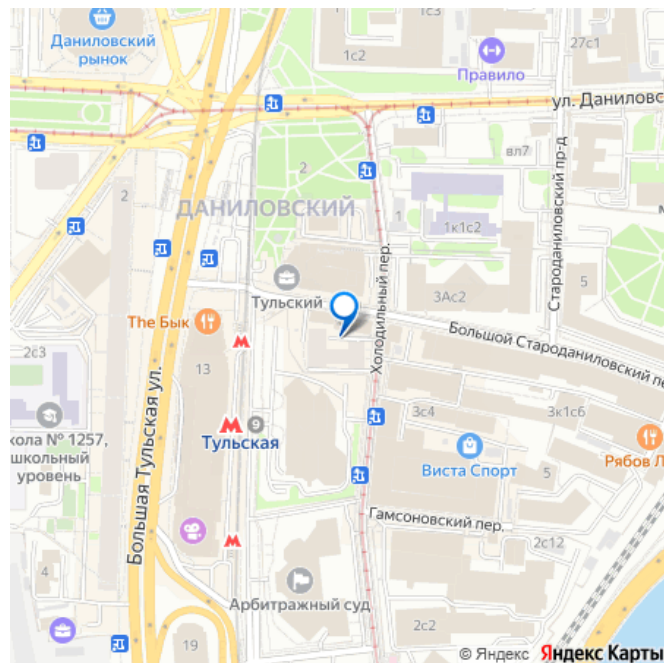 Даниловский
рынок
1с2
Правило
27с1
ул. Даниловс
вл7
2
2
ДАНИЛОВСКИЙ
1
1к1с2
Староданиловский пр-д
Холодильный пер.
Тульский
3Ас2
5
The Бык
Большой Староданиловский пе
2с3
13
9
Тульская
3с4
3к1с6
кола № 1257,
школьный
уровень
Виста Спорт
5
Рябов Л
Большая Тульская ул.
Гамсоновский пер.
2с12
4
Арбитражный суд
19
2с2
© Яндекс Яндекс Карты